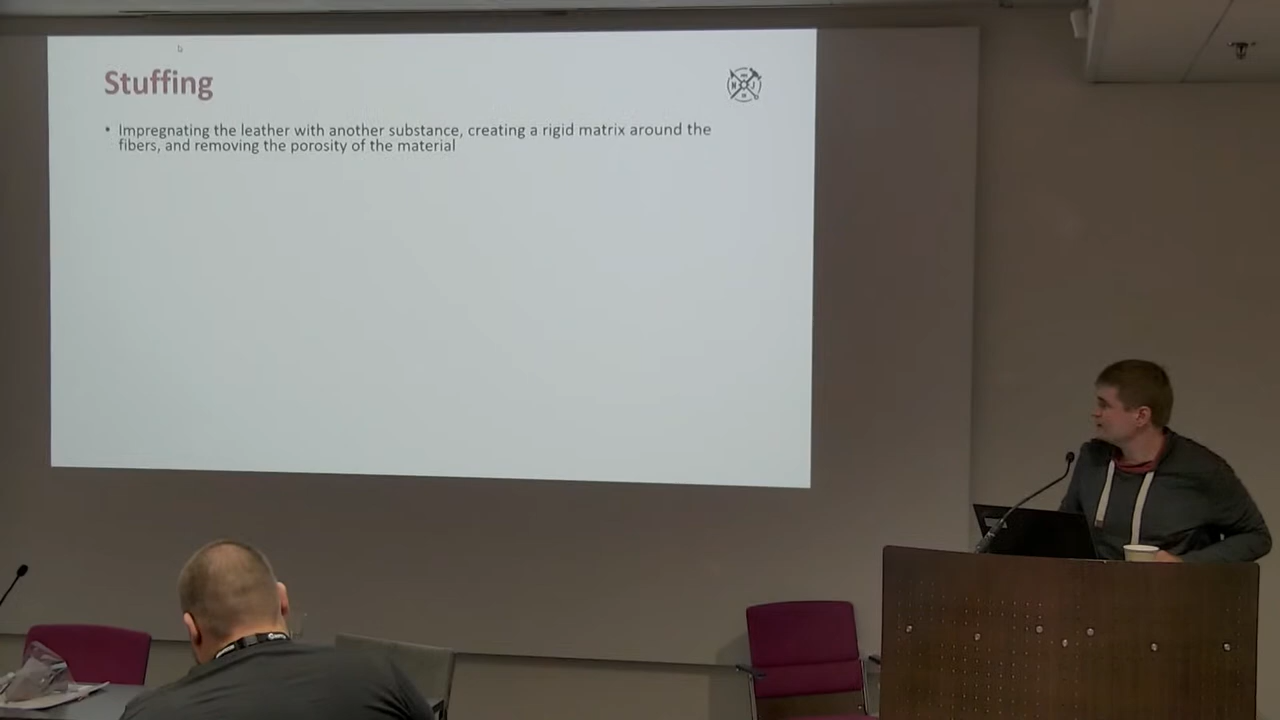 Stuffing
• Impregnating the leather with another substance, creating a rigid matrix around the
fibers, and removing the porosity of the material